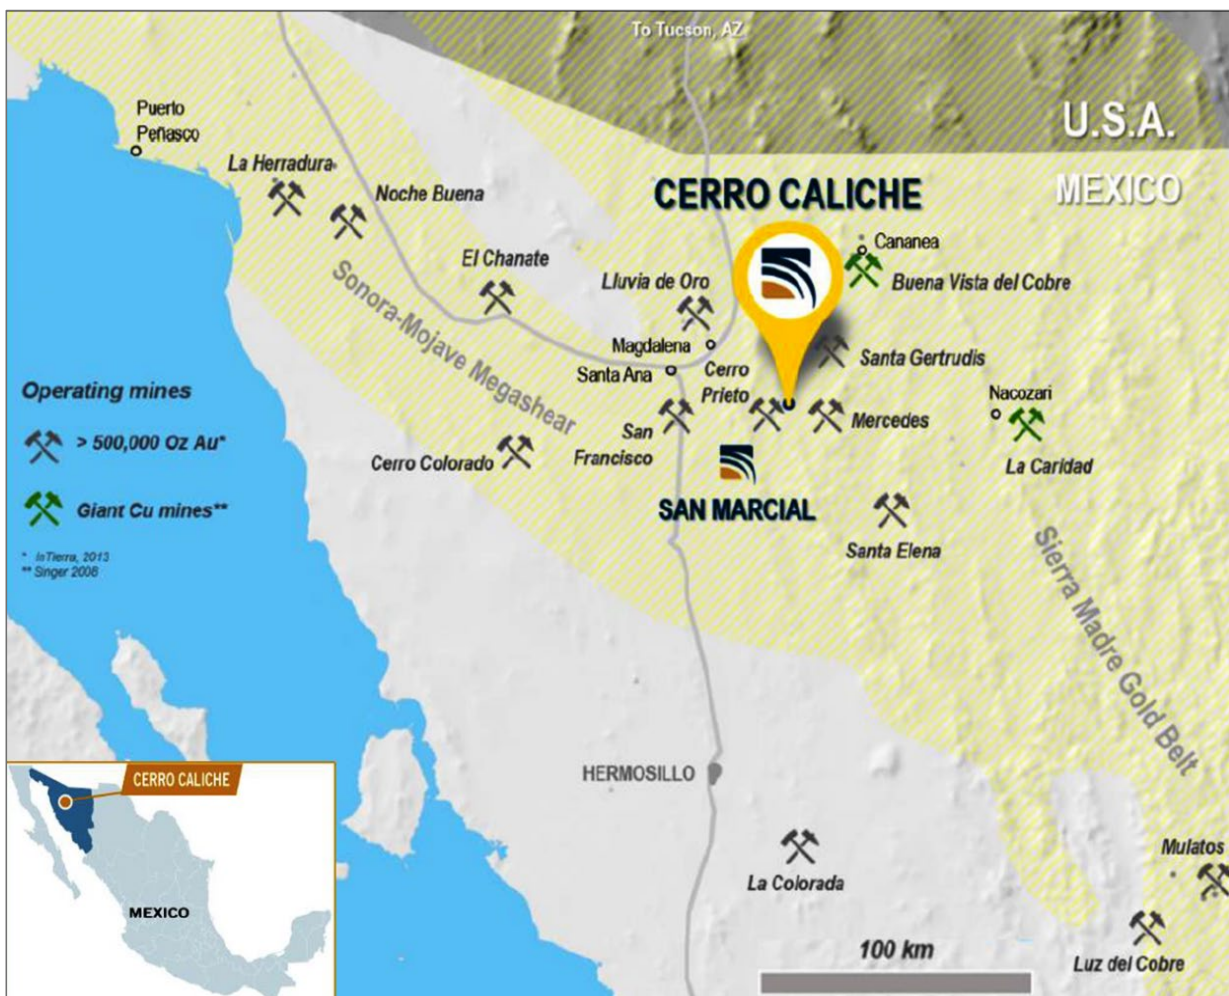 To Tucson, AZ
U.S.A.
MEXICO
Puerto
Peñasco
La Herradura
Noche Buena
CERRO CALICHE
El Chanate
Lluvia de Oro
Cananea
Buena Vista del Cobre
Sonora-Mojave Megashear
Magdalena
Santa Ana
Cerro
Prieto
Santa Gertrudis
Operating mines
> 500,000 Oz Au*
Giant Cu mines**
* InTierra, 2013
** Singer 2008
Cerro Colorado
San
Francisco
Mercedes
Nacozari
La Caridad
SAN MARCIAL
Santa Elena
Sierra Madre Gold Belt
HERMOSILLO
CERRO CALICHE
MEXICO
La Colorada
Mulatos
Luz del Cobre
100 km